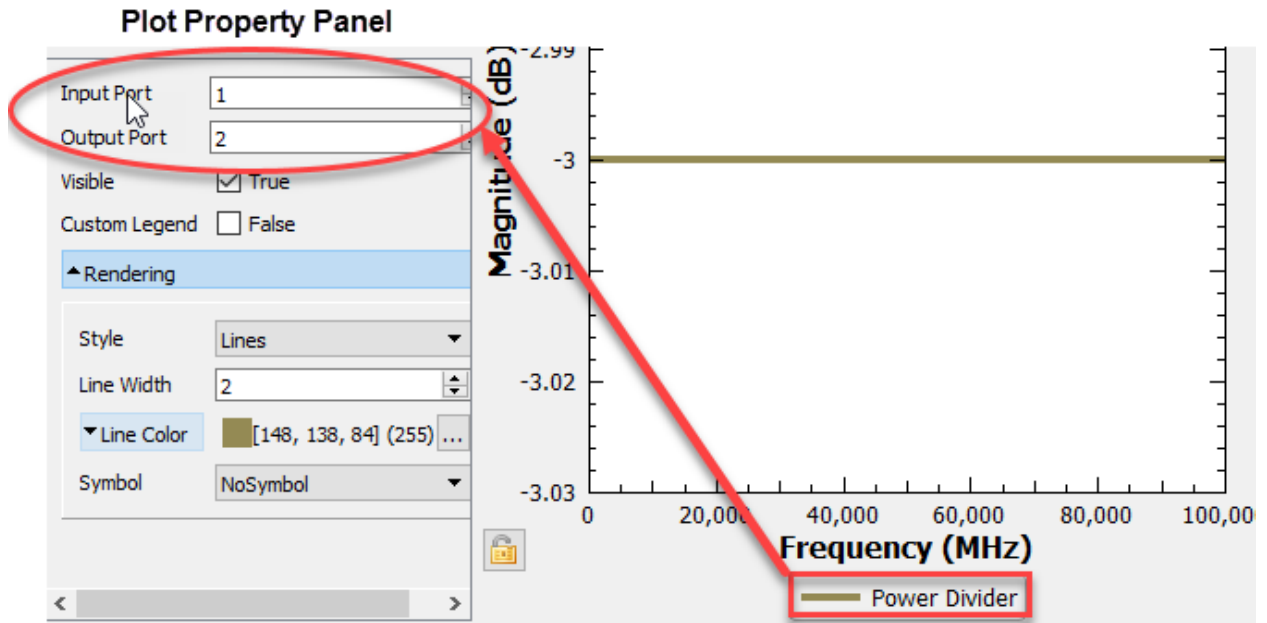 Plot Property Panel
Input Port 1
Output Port 2
Visible True
Custom Legend False
Rendering
Style Lines
Line Width 2
Line Color [148, 138, 84] (255) ...
Symbol NoSymbol
Magnitude (dB)
-2.99
-3
-3.01
-3.02
-3.03
0 20,000 40,000 60,000 80,000 100,00
Frequency (MHz)
Power Divider